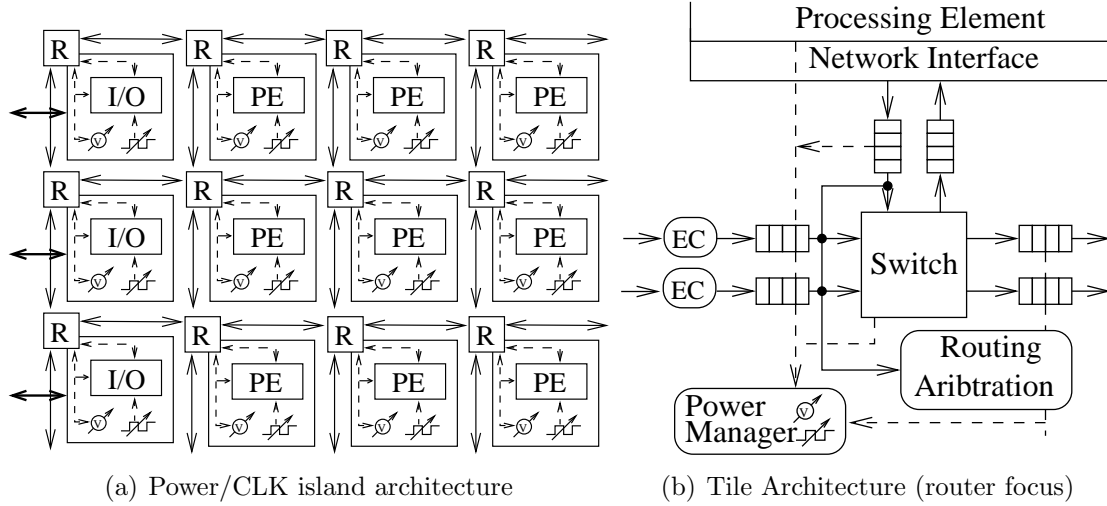 R R R R
I/O PE PE PE
V V V V
R R R R
I/O PE PE PE
V V V V
R R R R
I/O PE PE PE
V V V V
(a) Power/CLK island architecture
Processing Element
Network Interface
EC
Switch
EC
Routing
Aribtration
Power
V
Manager
(b) Tile Architecture (router focus)